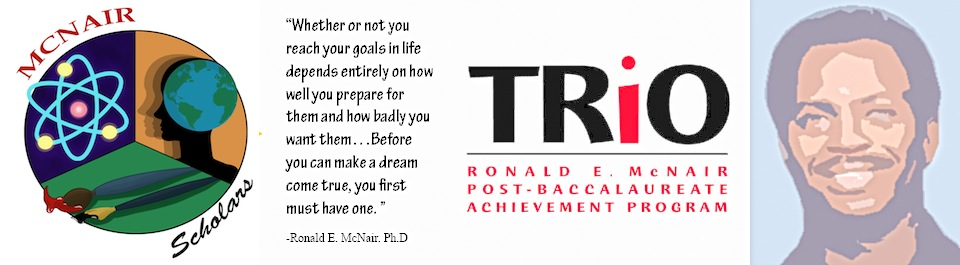 MCNAIR
Scholars
“Whether or not you
reach your goals in life
depends entirely on how
well you prepare for
them and how badly you
want them...Before
you can make a dream
come true, you first
must have one. ”
-Ronald E. McNair. Ph.D
TRiO
RONALD E. McNAIR
POST-BACCALAUREATE
ACHIEVEMENT PROGRAM